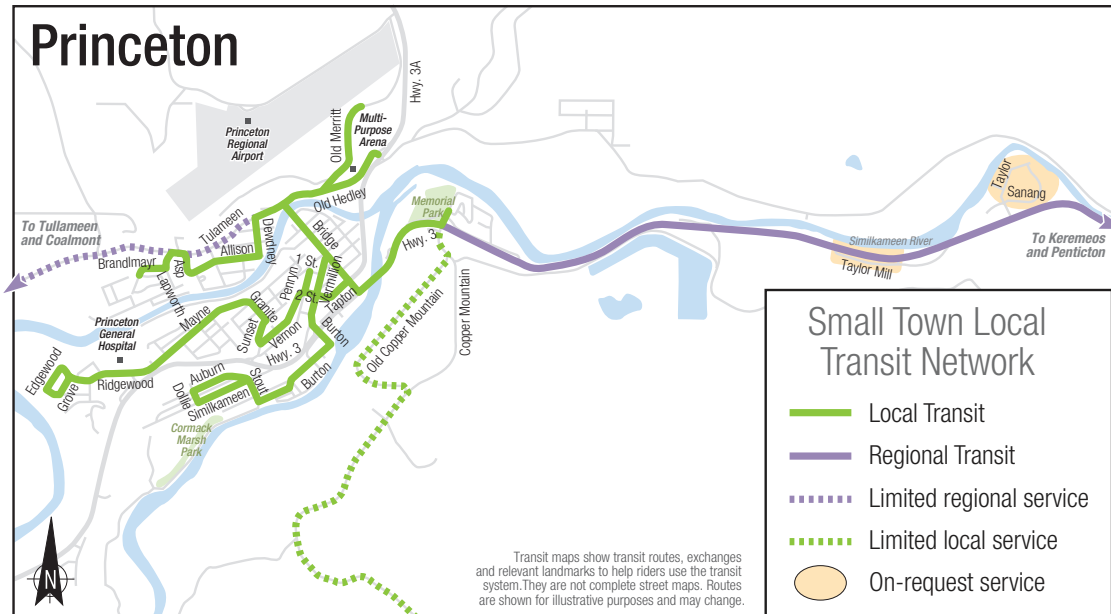 Princeton
Hwy. 3A
Princeton
Regional
Airport
Old Merritt
Multi-
Purpose
Arena
Old Hedley
Memorial
Park
Taylor
Sanang
To Tullameen
and Coalmont
Tulameen
Dewdney
Allison
Bridge
Hwy. 3
Similkameen River
To Keremeos
and Penticton
Brandlmayr
Asp
Lapworth
1 St.
Penryn
Vermillion
2 St.
Tapton
Taylor Mill
Mayne
Granite
Sunset
Vernon
Hwy. 3
Burton
Old Copper Mountain
Copper Mountain
Princeton
General
Hospital
Edgewood
Grove
Ridgewood
Auburn
Dollie
Similkameen
Stout
Burton
Cormack
Marsh
Park
N
Transit maps show transit routes, exchanges
and relevant landmarks to help riders use the transit
system.They are not complete street maps. Routes
are shown for illustrative purposes and may change.
Small Town Local
Transit Network
Local Transit
Regional Transit
Limited regional service
Limited local service
On-request service